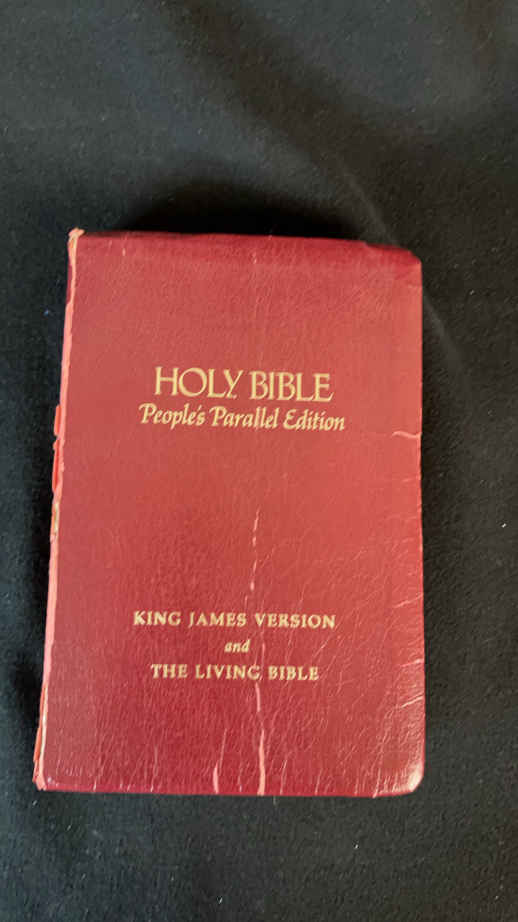 HOLY BIBLE
People's Parallel Edition
KING JAMES VERSION
and
THE LIVING BIBLE